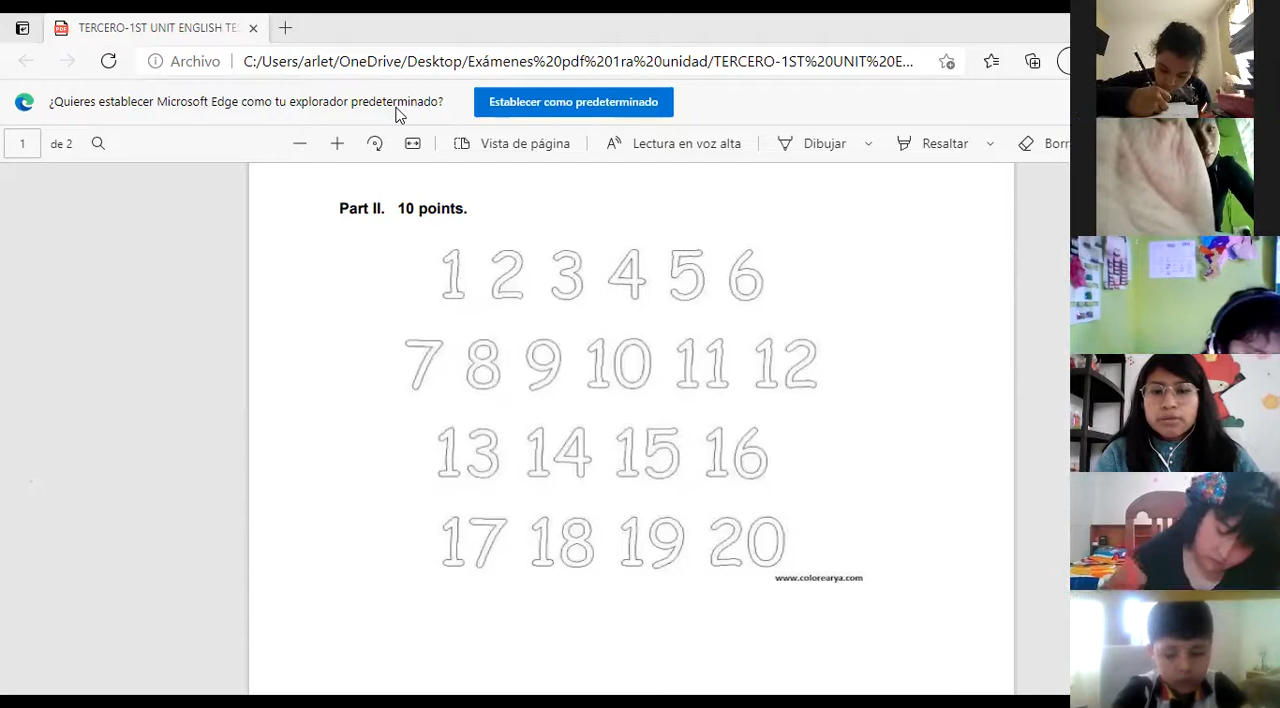 TERCERO-1ST UNIT ENGLISH TE
Archivo C:/Users/arlet/OneDrive/Desktop/Exámenes%20pdf%201ra%20unidad/TERCERO-1ST%20UNIT%20E...
¿Quieres establecer Microsoft Edge como tu explorador predeterminado? Establecer como predeterminado
1 de 2 Vista de página Lectura en voz alta Dibujar Resaltar Borr
Part II. 10 points.
1 2 3 4 5 6
7 8 9 10 11 12
13 14 15 16
17 18 19 20
www.colorearya.com